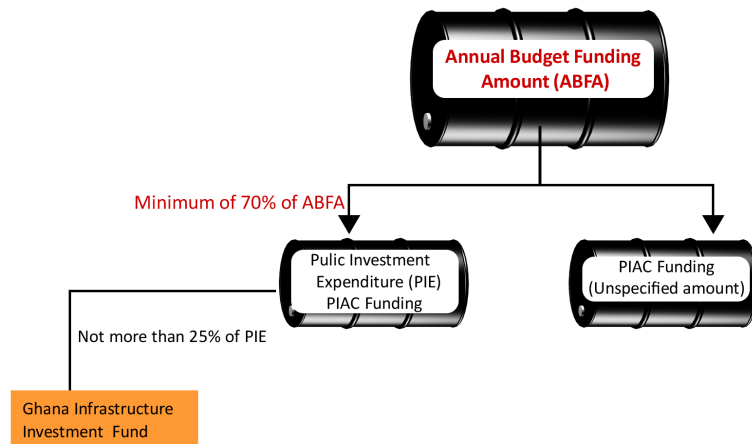 Annual Budget Funding
Amount (ABFA)
Minimum of 70% of ABFA
Pulic Investment
Expenditure (PIE)
PIAC Funding
PIAC Funding
(Unspecified amount)
Not more than 25% of PIE
Ghana Infrastructure
Investment Fund